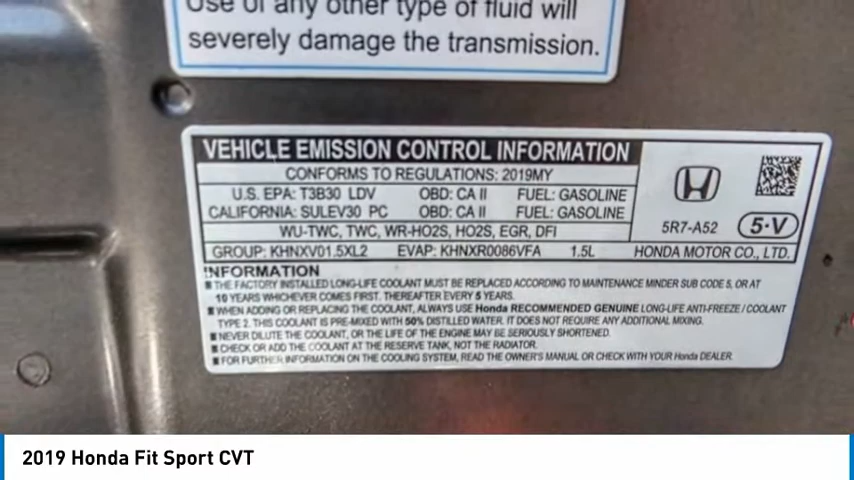 Use of any other type of fluid will
severely damage the transmission.
VEHICLE EMISSION CONTROL INFORMATION
CONFORMS TO REGULATIONS: 2019MY
U.S. EPA: T3B30 LDV OBD: CA II FUEL: GASOLINE
CALIFORNIA: SULEV30 PC OBD: CA II FUEL: GASOLINE
WU-TWC, TWC, WR-HO2S, HO2S, EGR, DFI
GROUP: KHNXV01.5XL2 EVAP: KHNXR0086VFA 1.5L
5R7-A52 5·V
HONDA MOTOR CO., LTD.
INFORMATION
■ THE FACTORY INSTALLED LONG-LIFE COOLANT MUST BE REPLACED ACCORDING TO MAINTENANCE MINDER SUB CODE 5, OR AT
10 YEARS WHICHEVER COMES FIRST. THEREAFTER EVERY 5 YEARS.
■ WHEN ADDING OR REPLACING THE COOLANT, ALWAYS USE Honda RECOMMENDED GENUINE LONG-LIFE ANTI-FREEZE / COOLANT
TYPE 2. THIS COOLANT IS PRE-MIXED WITH 50% DISTILLED WATER. IT DOES NOT REQUIRE ANY ADDITIONAL MIXING.
■ NEVER DILUTE THE COOLANT, OR THE LIFE OF THE ENGINE MAY BE SERIOUSLY SHORTENED.
■ CHECK OR ADD THE COOLANT AT THE RESERVE TANK, NOT THE RADIATOR.
■ FOR FURTHER INFORMATION ON THE COOLING SYSTEM, READ THE OWNER'S MANUAL OR CHECK WITH YOUR Honda DEALER.
2019 Honda Fit Sport CVT